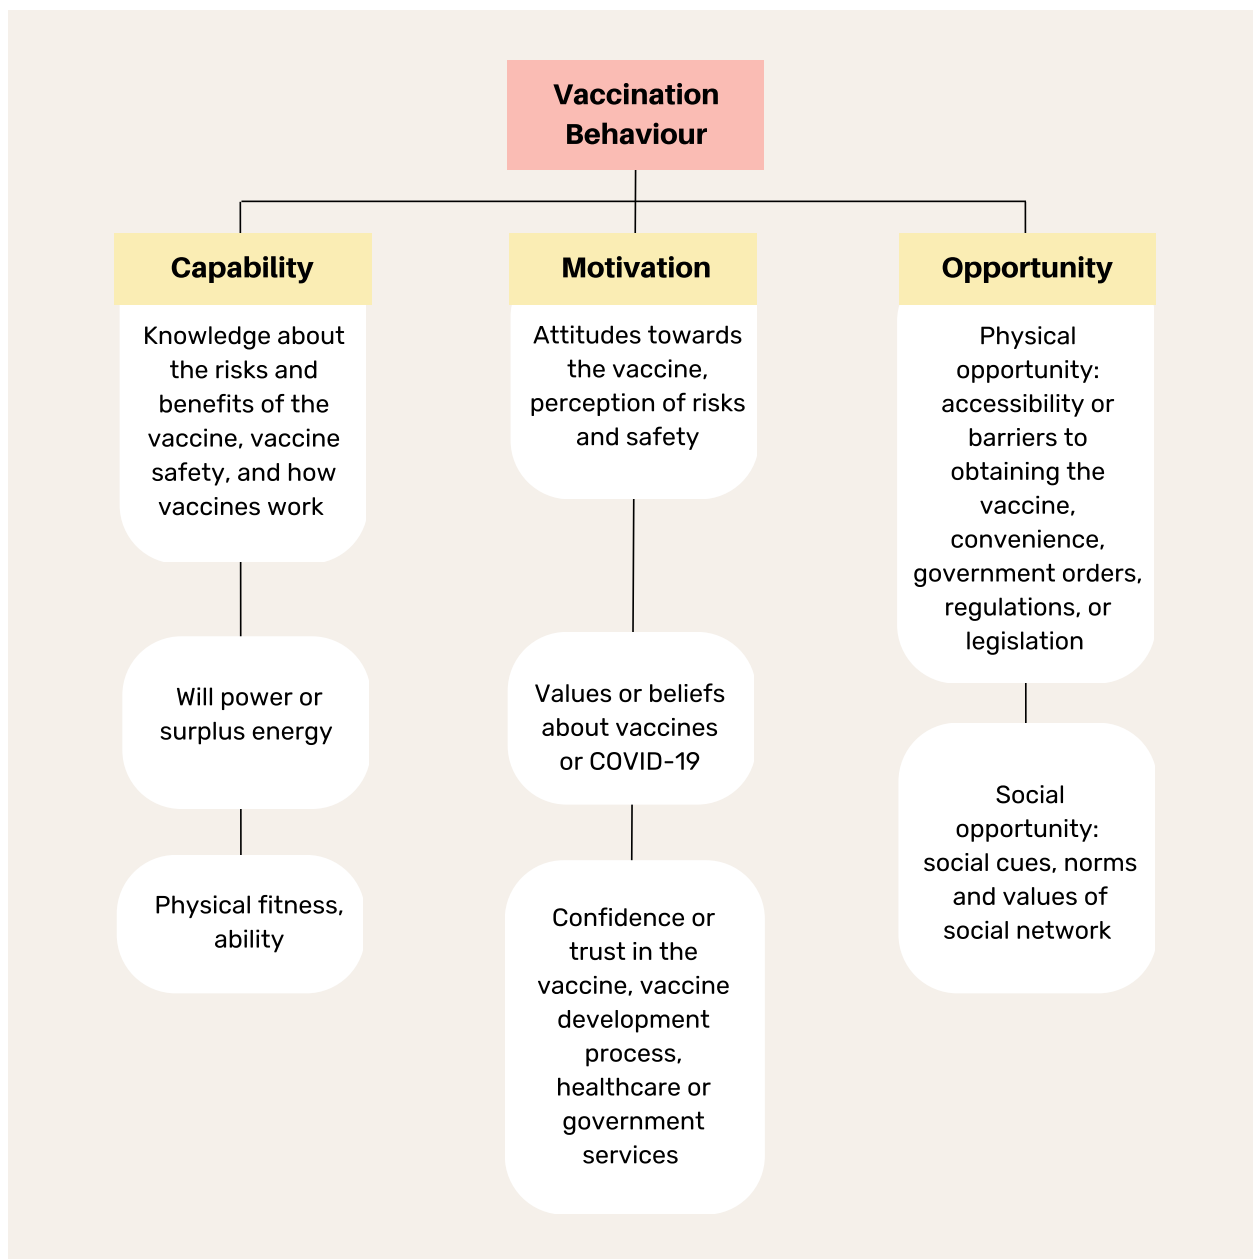 Vaccination
Behaviour
Capability
Knowledge about
the risks and
benefits of the
vaccine, vaccine
safety, and how
vaccines work
Will power or
surplus energy
Physical fitness,
ability
Motivation
Attitudes towards
the vaccine,
perception of risks
and safety
Values or beliefs
about vaccines
or COVID-19
Confidence or
trust in the
vaccine, vaccine
development
process,
healthcare or
government
services
Opportunity
Physical
opportunity:
accessibility or
barriers to
obtaining the
vaccine,
convenience,
government orders,
regulations, or
legislation
Social
opportunity:
social cues, norms
and values of
social network